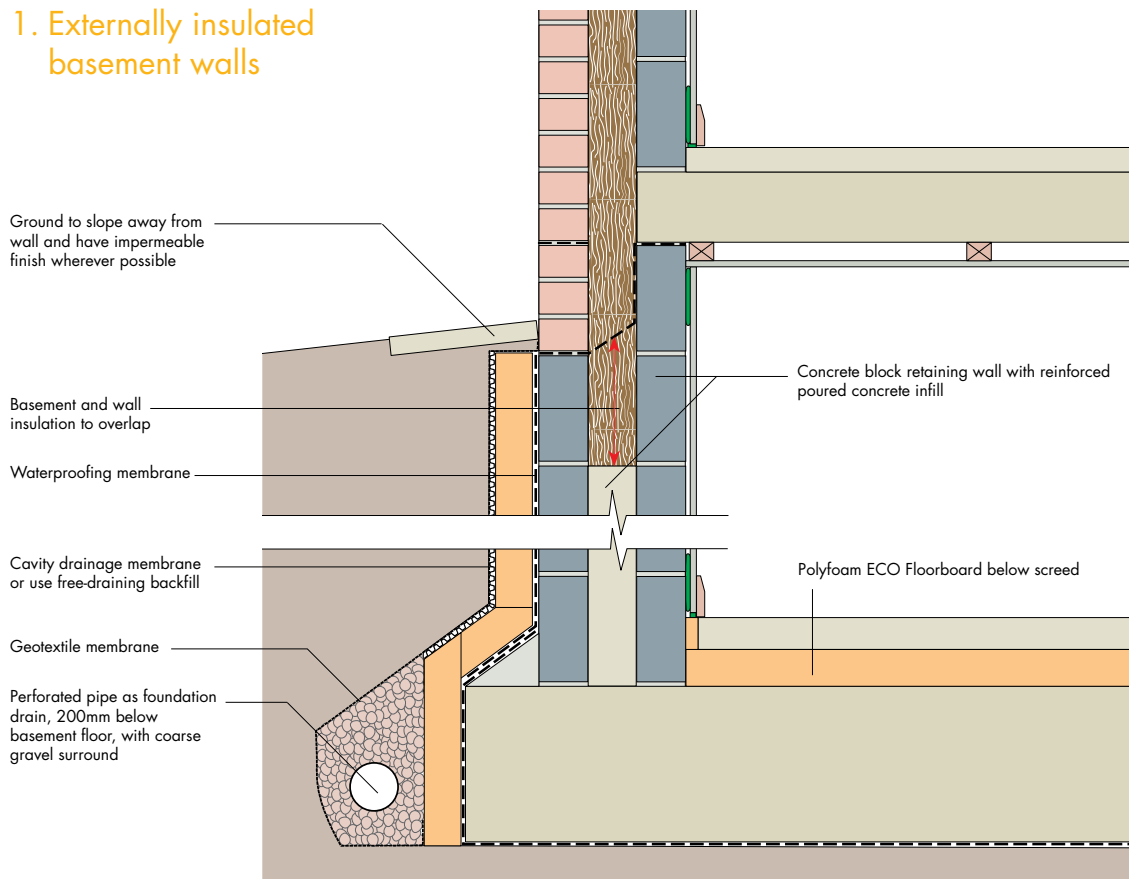 1. Externally insulated
basement walls
Ground to slope away from
wall and have impermeable
finish wherever possible
Basement and wall
insulation to overlap
Concrete block retaining wall with reinforced
poured concrete infill
Waterproofing membrane
Cavity drainage membrane
or use free-draining backfill
Polyfoam ECO Floorboard below screed
Geotextile membrane
Perforated pipe as foundation
drain, 200mm below
basement floor, with coarse
gravel surround